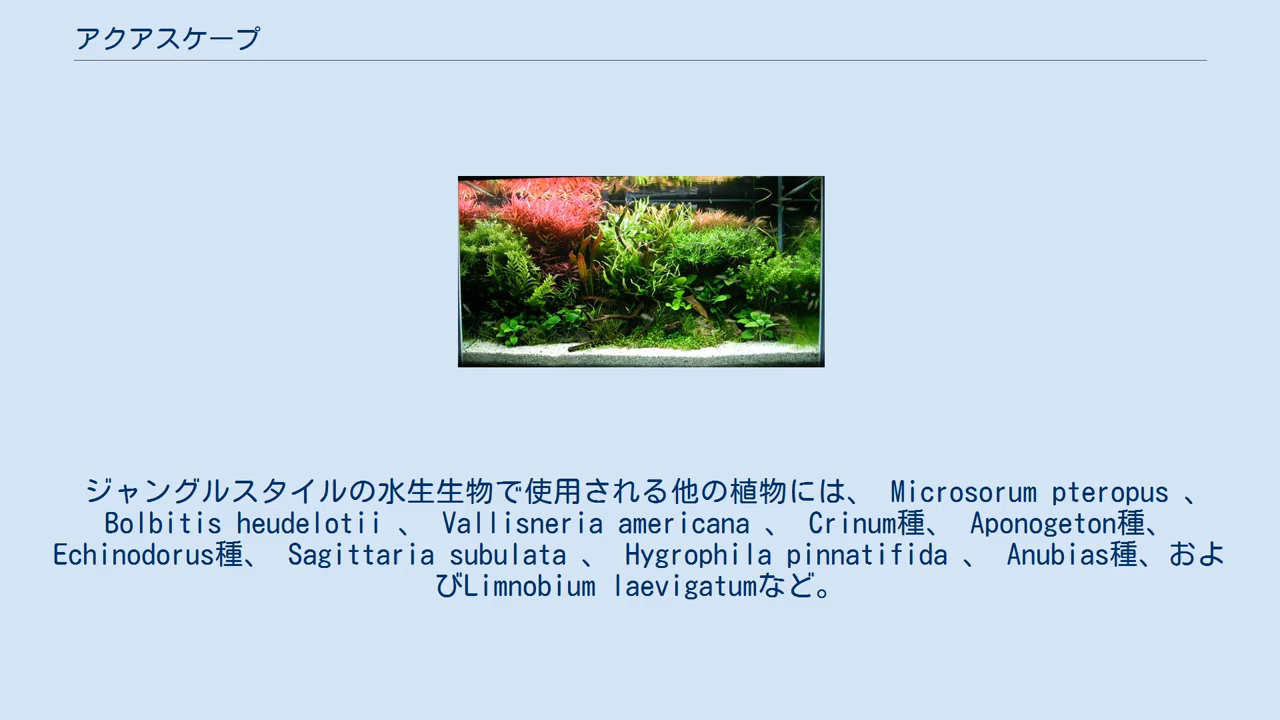 アクアスケープ
ジャングルスタイルの水生生物で使用される他の植物には、 Microsorum pteropus 、
Bolbitis heudelotii 、 Vallisneria americana 、 Crinum種、 Aponogeton種、
Echinodorus種、 Sagittaria subulata 、 Hygrophila pinnatifida 、 Anubias種、およ
びLimnobium laevigatumなど。